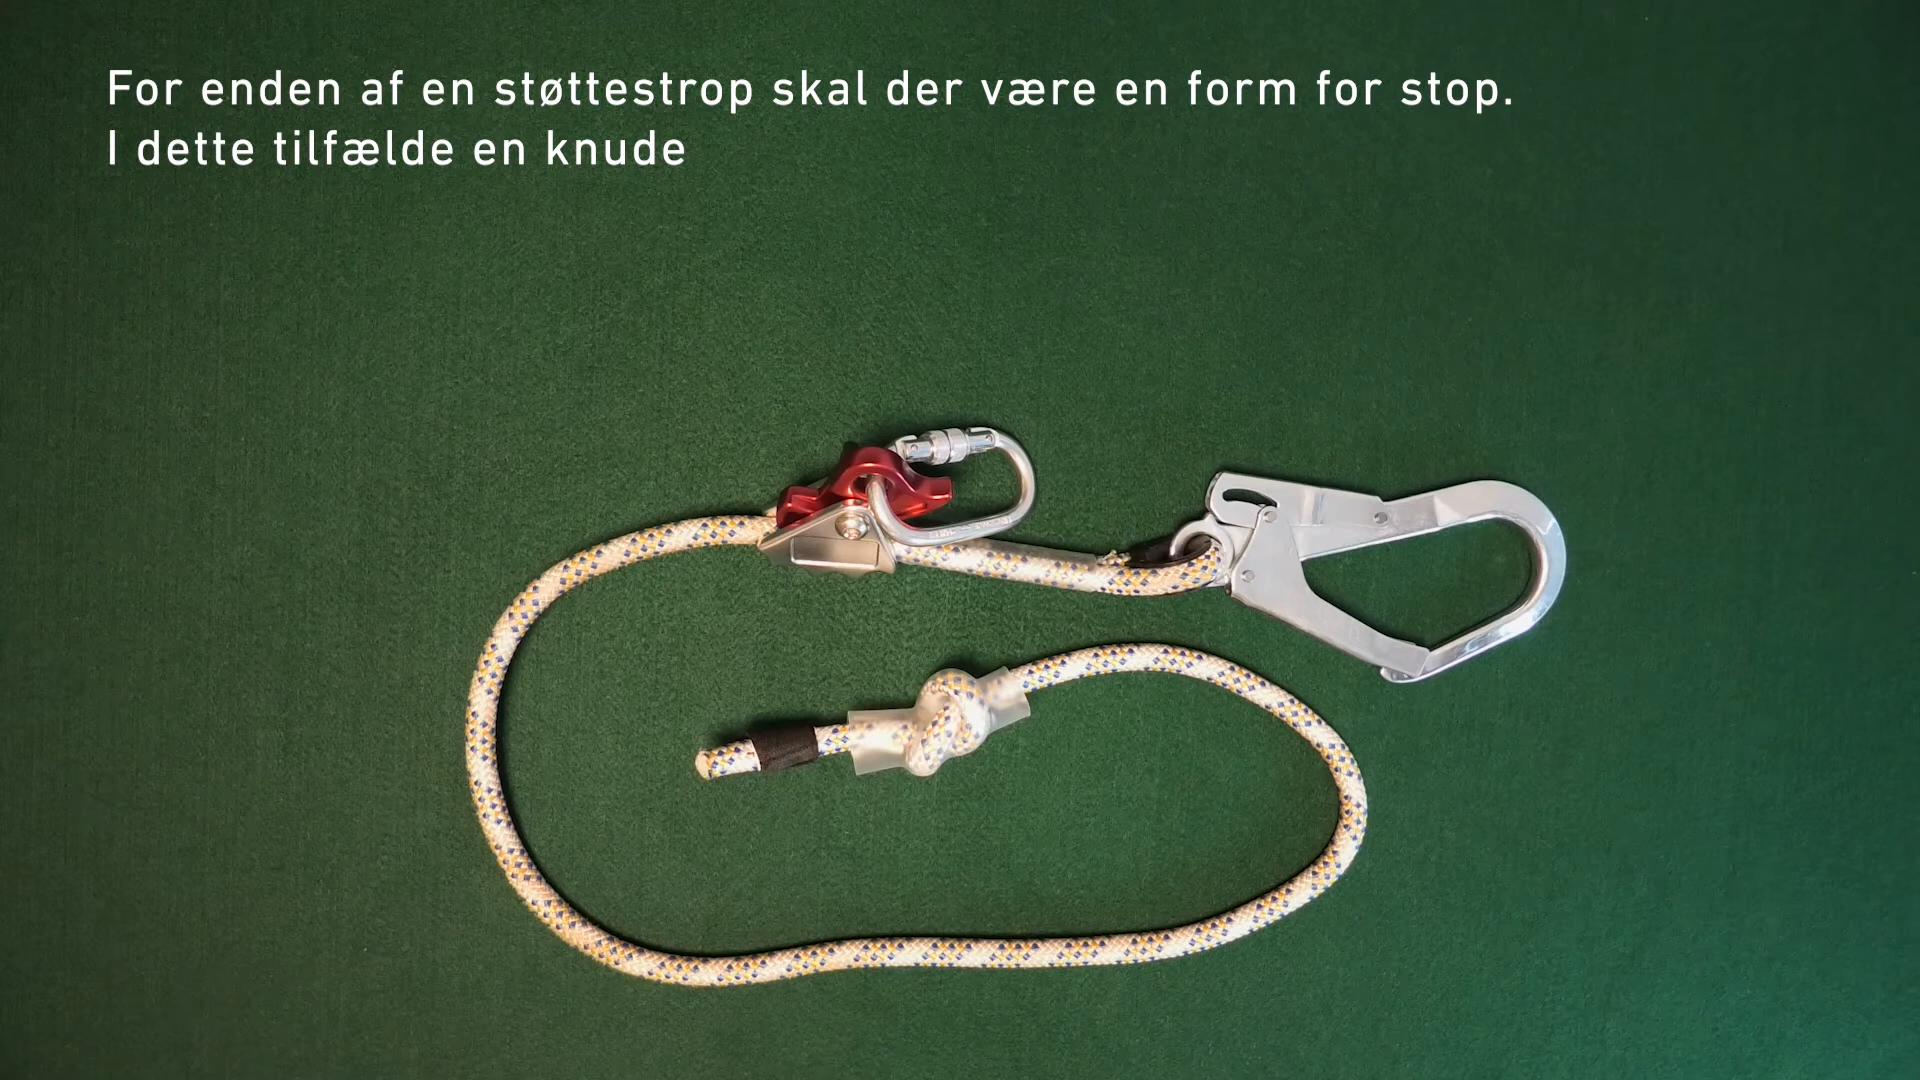 For enden af en støttestrop skal der være en form for stop.
I dette tilfælde en knude